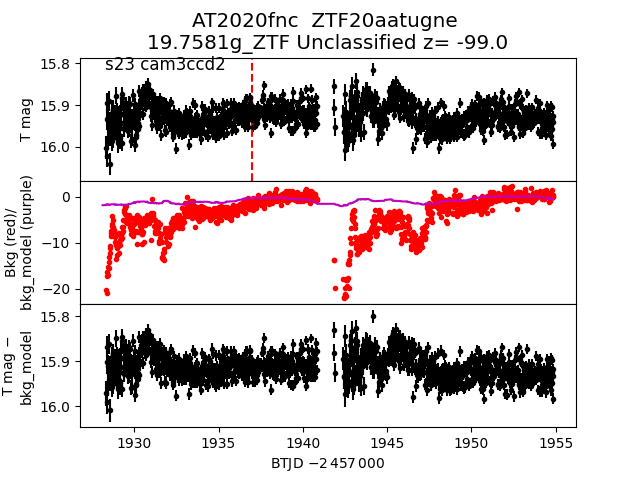 AT2020fnc  ZTF20aatugne
19.7581g_ZTF Unclassified z= -99.0
s23 cam3ccd2
15.8
15.9
16.0
T mag
0
−10
−20
Bkg (red)/
bkg_model (purple)
15.8
15.9
16.0
T mag −
bkg_model
1930 1935 1940 1945 1950 1955
BTJD −2 457 000